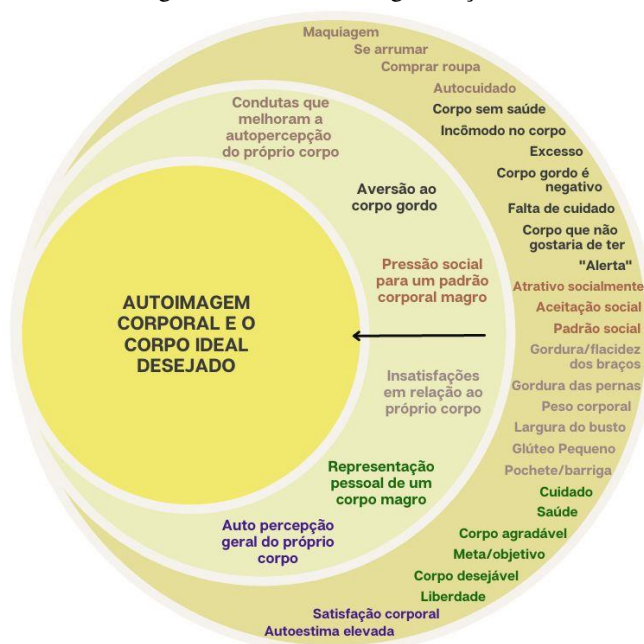 Maquiagem
Se arrumar
Comprar roupa
Autocuidado
Corpo sem saúde
Incômodo no corpo
Excesso
Corpo gordo é
negativo
Falta de cuidado
Corpo que não
gostaria de ter
"Alerta"
Atrativo socialmente
Aceitação social
Padrão social
Gordura/flacidez
dos braços
Gordura das pernas
Peso corporal
Largura do busto
Glúteo Pequeno
Pochete/barriga
Cuidado
Saúde
Corpo agradável
Meta/objetivo
Corpo desejável
Liberdade
Satisfação corporal
Autoestima elevada
Condutas que
melhoram a
autopercepção
do próprio corpo
Aversão ao
corpo gordo
Pressão social
para um padrão
corporal magro
Insatisfações
em relação ao
próprio corpo
Representação
pessoal de um
corpo magro
Auto percepção
geral do próprio
corpo
AUTOIMAGEM
CORPORAL E O
CORPO IDEAL
DESEJADO